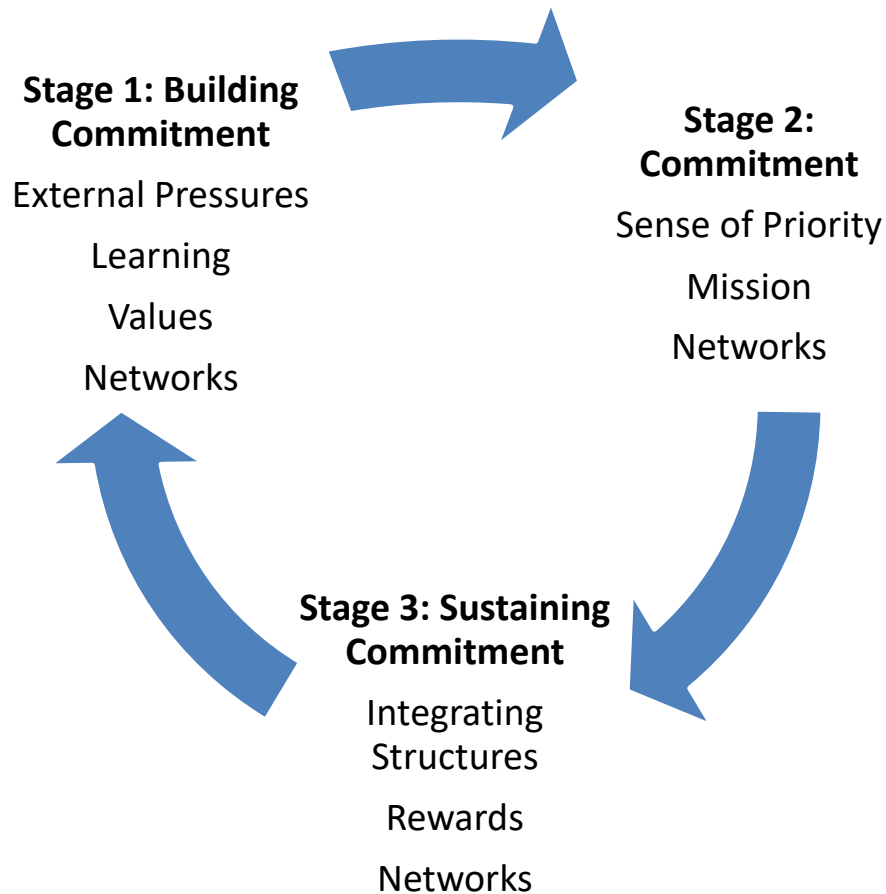 Stage 1: Building
Commitment
External Pressures
Learning
Values
Networks
Stage 2:
Commitment
Sense of Priority
Mission
Networks
Stage 3: Sustaining
Commitment
Integrating
Structures
Rewards
Networks